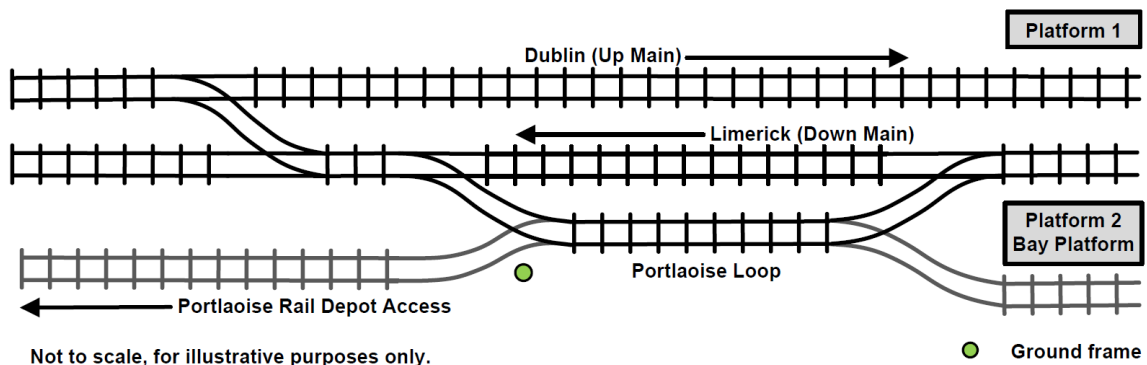 Platform 1
Dublin (Up Main)
Limerick (Down Main)
Platform 2
Bay Platform
Portlaoise Loop
Portlaoise Rail Depot Access
Not to scale, for illustrative purposes only.
Ground frame